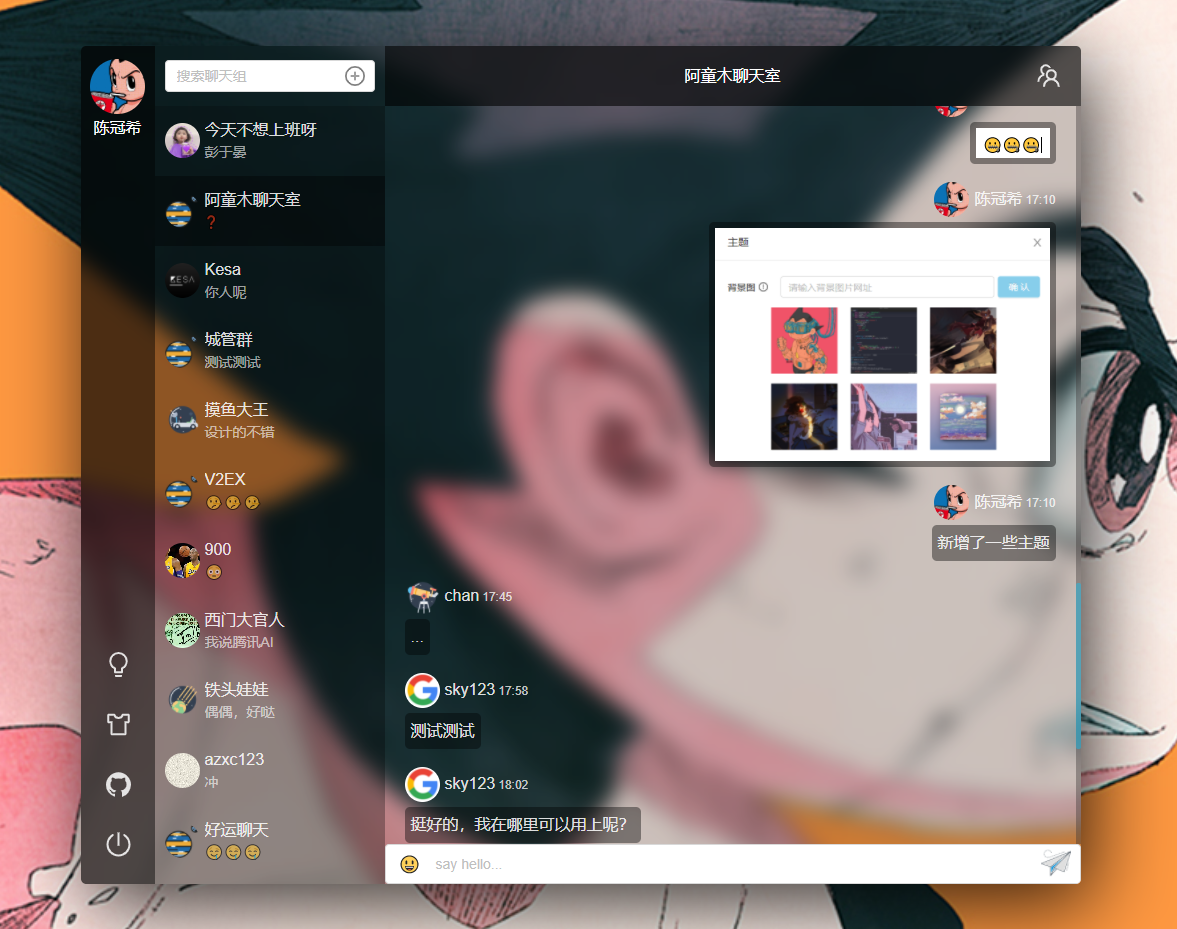 陈冠希
搜索聊天组
今天不想上班呀
彭于晏
阿童木聊天室
?
Kesa
你人呢
城管群
测试测试
摸鱼大王
设计的不错
V2EX
🤔🤔🤔
900
😳
西门大官人
我说腾讯AI
铁头娃娃
偶偶，好哒
azxc123
冲
好运聊天
😊😊😊
阿童木聊天室
🤐🤐🤐
陈冠希 17:10
主题
背景图
请输入背景图片网址
确 认
陈冠希 17:10
新增了一些主题
chan 17:45
...
sky123 17:58
测试测试
sky123 18:02
挺好的，我在哪里可以用上呢？
say hello...
KESA